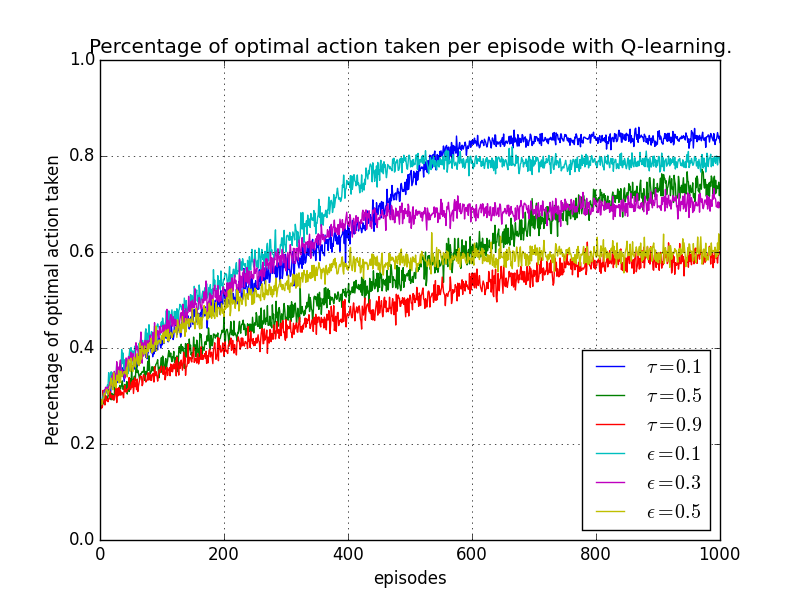 Percentage of optimal action taken per episode with Q-learning.
Percentage of optimal action taken
1.0
0.8
0.6
0.4
0.2
0.0
0 200 400 600 800 1000
episodes
τ=0.1
τ=0.5
τ=0.9
ϵ=0.1
ϵ=0.3
ϵ=0.5